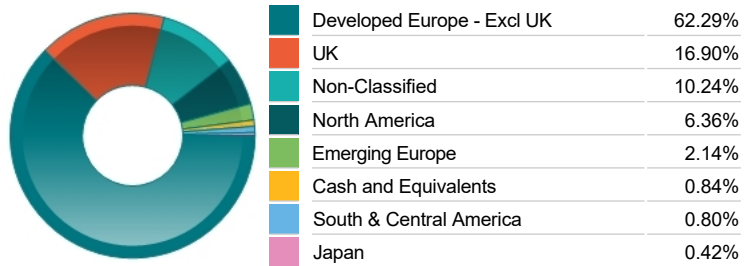 Developed Europe - Excl UK 62.29%
UK 16.90%
Non-Classified 10.24%
North America 6.36%
Emerging Europe 2.14%
Cash and Equivalents 0.84%
South & Central America 0.80%
Japan 0.42%